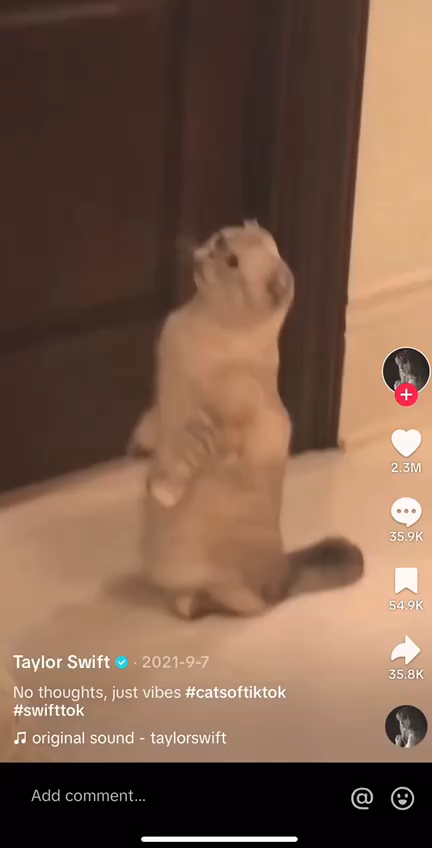 2.3M
35.9K
54.9K
35.8K
Taylor Swift · 2021-9-7
No thoughts, just vibes #catsoftiktok
#swifttok
original sound - taylorswift
Add comment...
@